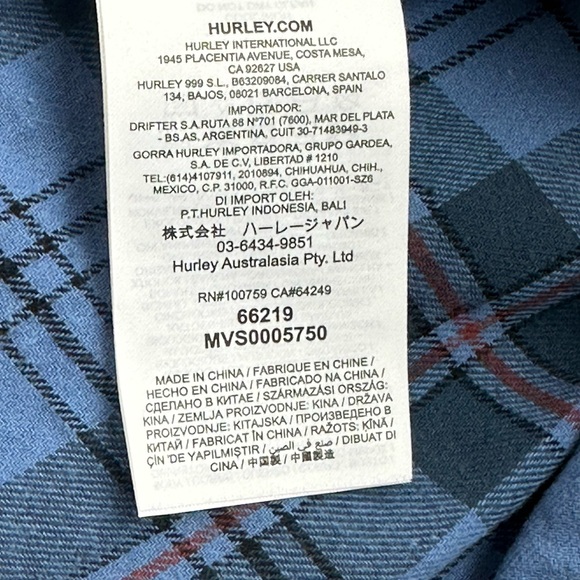 HURLEY.COM
HURLEY INTERNATIONAL LLC
1945 PLACENTIA AVENUE, COSTA MESA,
CA 92627 USA
HURLEY 999 S.L., B63209084, CARRER SANTALO
134, BAJOS, 08021 BARCELONA, SPAIN
IMPORTADOR:
DRIFTER S.A.RUTA 88 Nº701 (7600), MAR DEL PLATA
- BS.AS, ARGENTINA, CUIT 30-71483949-3
GORRA HURLEY IMPORTADORA, GRUPO GARDEA,
S.A. DE C.V, LIBERTAD # 1210
TEL:(614)4107911, 2010894, CHIHUAHUA, CHIH.,
MEXICO, C.P. 31000, R.F.C. GGA-011001-SZ6
DI IMPOR OLEH:
P.T.HURLEY INDONESIA, BALI
株式会社 ハーレージャパン
03-6434-9851
Hurley Australasia Pty. Ltd
RN#100759 CA#64249
66219
MVS0005750
MADE IN CHINA / FABRIQUE EN CHINE /
HECHO EN CHINA / FABRICADO NA CHINA /
СДЕЛАНО В КИТАЕ / SZÁRMAZÁSI ORSZÁG:
KÍNA / ZEMLJA PROIZVODNJE: KINA / DRŽAVA
PROIZVODNJE: KITAJSKA / ПРОИЗВЕДЕНО В
КИТАЙ / FABRICAT ÎN CHINA / RAŽOTS: ĶĪNĀ /
ÇİN 'DE YAPILMIŞTIR / صنع في الصين / DIBUAT DI
CINA / 中国製 / 中國製造